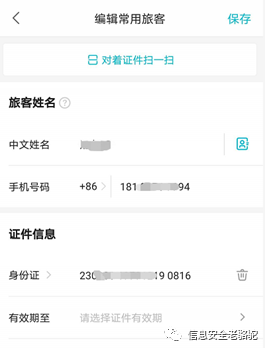 编辑常用旅客 保存
对着证件扫一扫
旅客姓名 ?
中文姓名
手机号码 +86 181 94
证件信息
身份证 230 19 0816
有效期至 请选择证件有效期
信息安全老骆驼